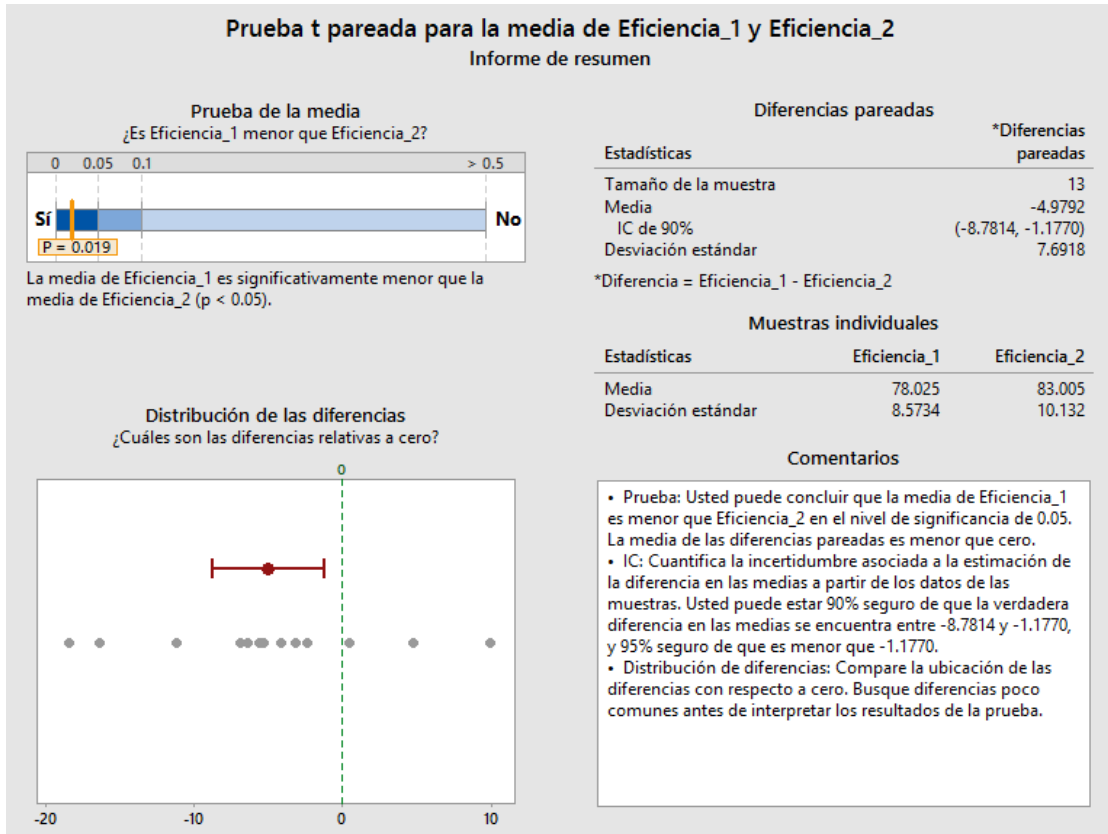 Prueba t pareada para la media de Eficiencia_1 y Eficiencia_2
Informe de resumen
Prueba de la media
¿Es Eficiencia_1 menor que Eficiencia_2?
0 0.05 0.1 > 0.5
Sí No
P = 0.019
La media de Eficiencia_1 es significativamente menor que la
media de Eficiencia_2 (p < 0.05).
Diferencias pareadas
*Diferencias
Estadísticas pareadas
Tamaño de la muestra 13
Media -4.9792
IC de 90% (-8.7814, -1.1770)
Desviación estándar 7.6918
*Diferencia = Eficiencia_1 - Eficiencia_2
Muestras individuales
Estadísticas Eficiencia_1 Eficiencia_2
Media 78.025 83.005
Desviación estándar 8.5734 10.132
Distribución de las diferencias
¿Cuáles son las diferencias relativas a cero?
0
-20 -10 0 10
Comentarios
• Prueba: Usted puede concluir que la media de Eficiencia_1
es menor que Eficiencia_2 en el nivel de significancia de 0.05.
La media de las diferencias pareadas es menor que cero.
• IC: Cuantifica la incertidumbre asociada a la estimación de
la diferencia en las medias a partir de los datos de las
muestras. Usted puede estar 90% seguro de que la verdadera
diferencia en las medias se encuentra entre -8.7814 y -1.1770,
y 95% seguro de que es menor que -1.1770.
• Distribución de diferencias: Compare la ubicación de las
diferencias con respecto a cero. Busque diferencias poco
comunes antes de interpretar los resultados de la prueba.